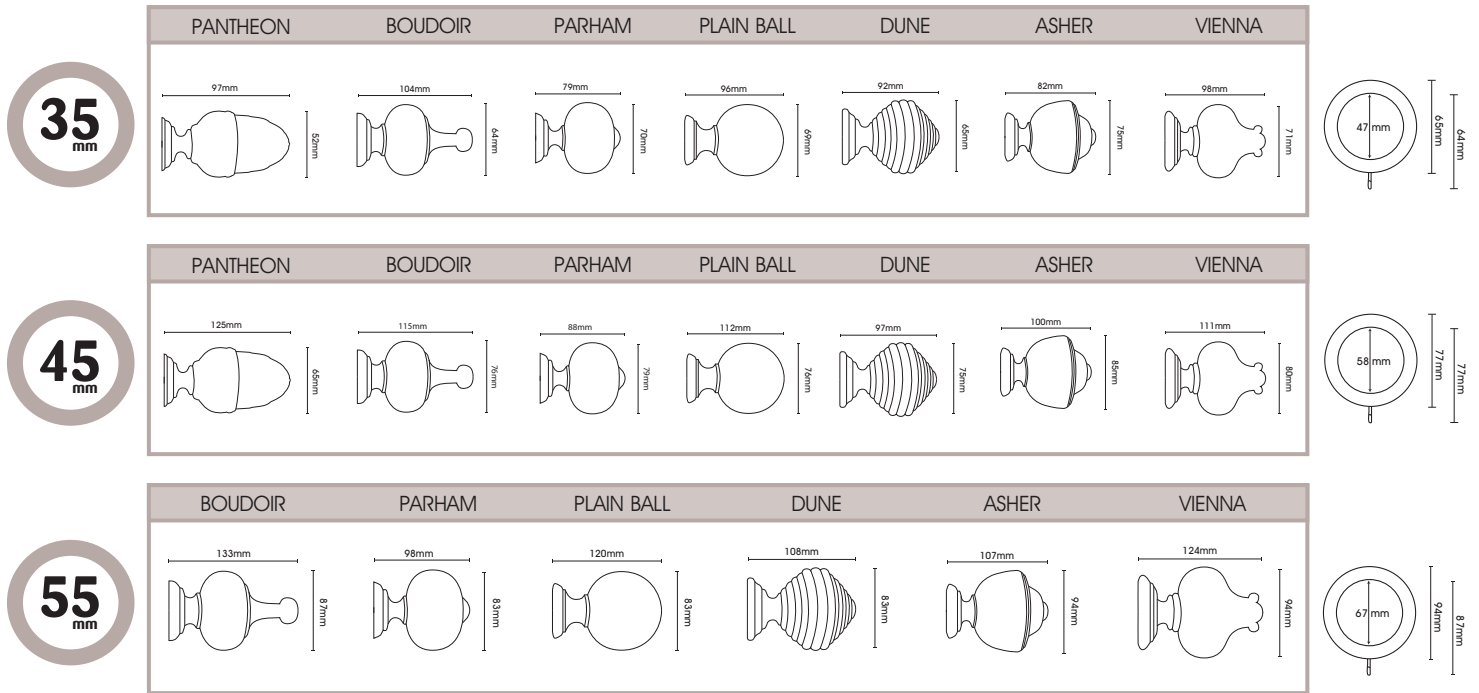 PANTHEON BOUDOIR PARHAM PLAIN BALL DUNE ASHER VIENNA
35
mm
97mm 104mm 79mm 96mm 92mm 82mm 98mm
52mm 64mm 70mm 69mm 65mm 75mm 71mm 47 mm 65mm 64mm
PANTHEON BOUDOIR PARHAM PLAIN BALL DUNE ASHER VIENNA
45
mm
125mm 115mm 88mm 112mm 97mm 100mm 111mm
65mm 76mm 79mm 76mm 75mm 85mm 80mm 58 mm 77mm 77mm
BOUDOIR PARHAM PLAIN BALL DUNE ASHER VIENNA
55
mm
133mm 98mm 120mm 108mm 107mm 124mm
87mm 83mm 83mm 83mm 94mm 94mm 67 mm 94mm 87mm